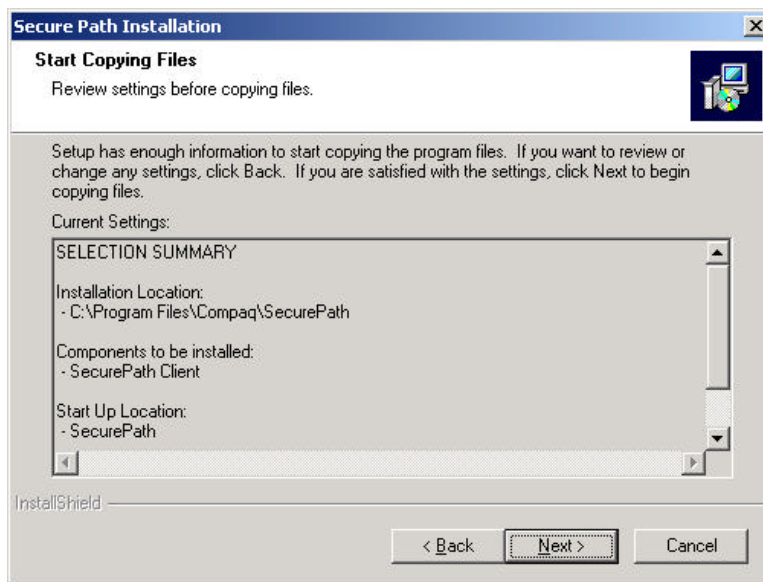 Secure Path Installation
Start Copying Files
Review settings before copying files.
Setup has enough information to start copying the program files.  If you want to review or
change any settings, click Back.  If you are satisfied with the settings, click Next to begin
copying files.
Current Settings:
SELECTION SUMMARY
Installation Location:
- C:\Program Files\Compaq\SecurePath
Components to be installed:
- SecurePath Client
Start Up Location:
- SecurePath
InstallShield
< Back
Next >
Cancel